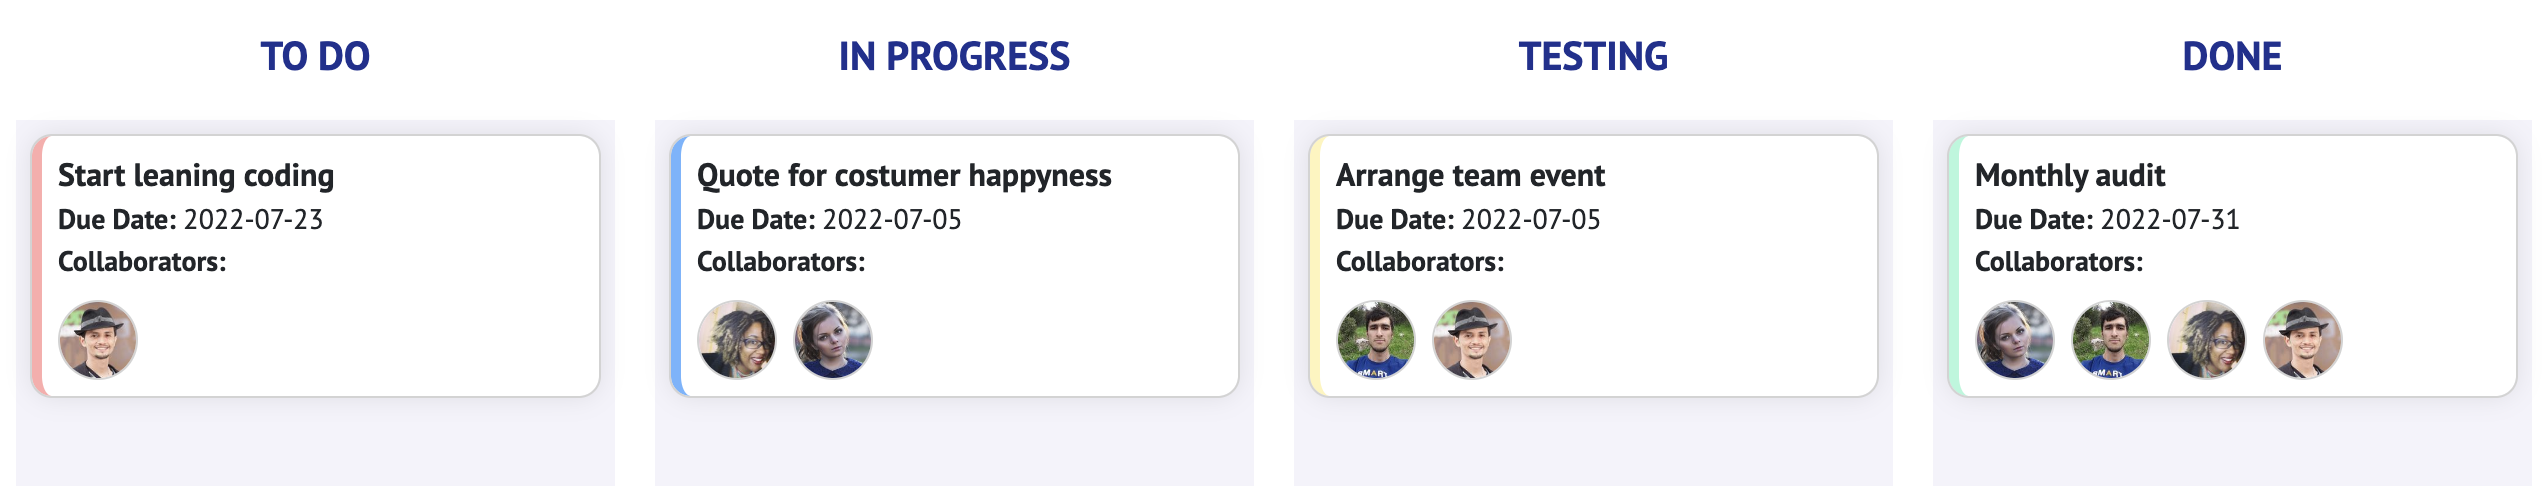 TO DO
Start leaning coding
Due Date: 2022-07-23
Collaborators:
IN PROGRESS
Quote for costumer happyness
Due Date: 2022-07-05
Collaborators:
TESTING
Arrange team event
Due Date: 2022-07-05
Collaborators:
DONE
Monthly audit
Due Date: 2022-07-31
Collaborators: